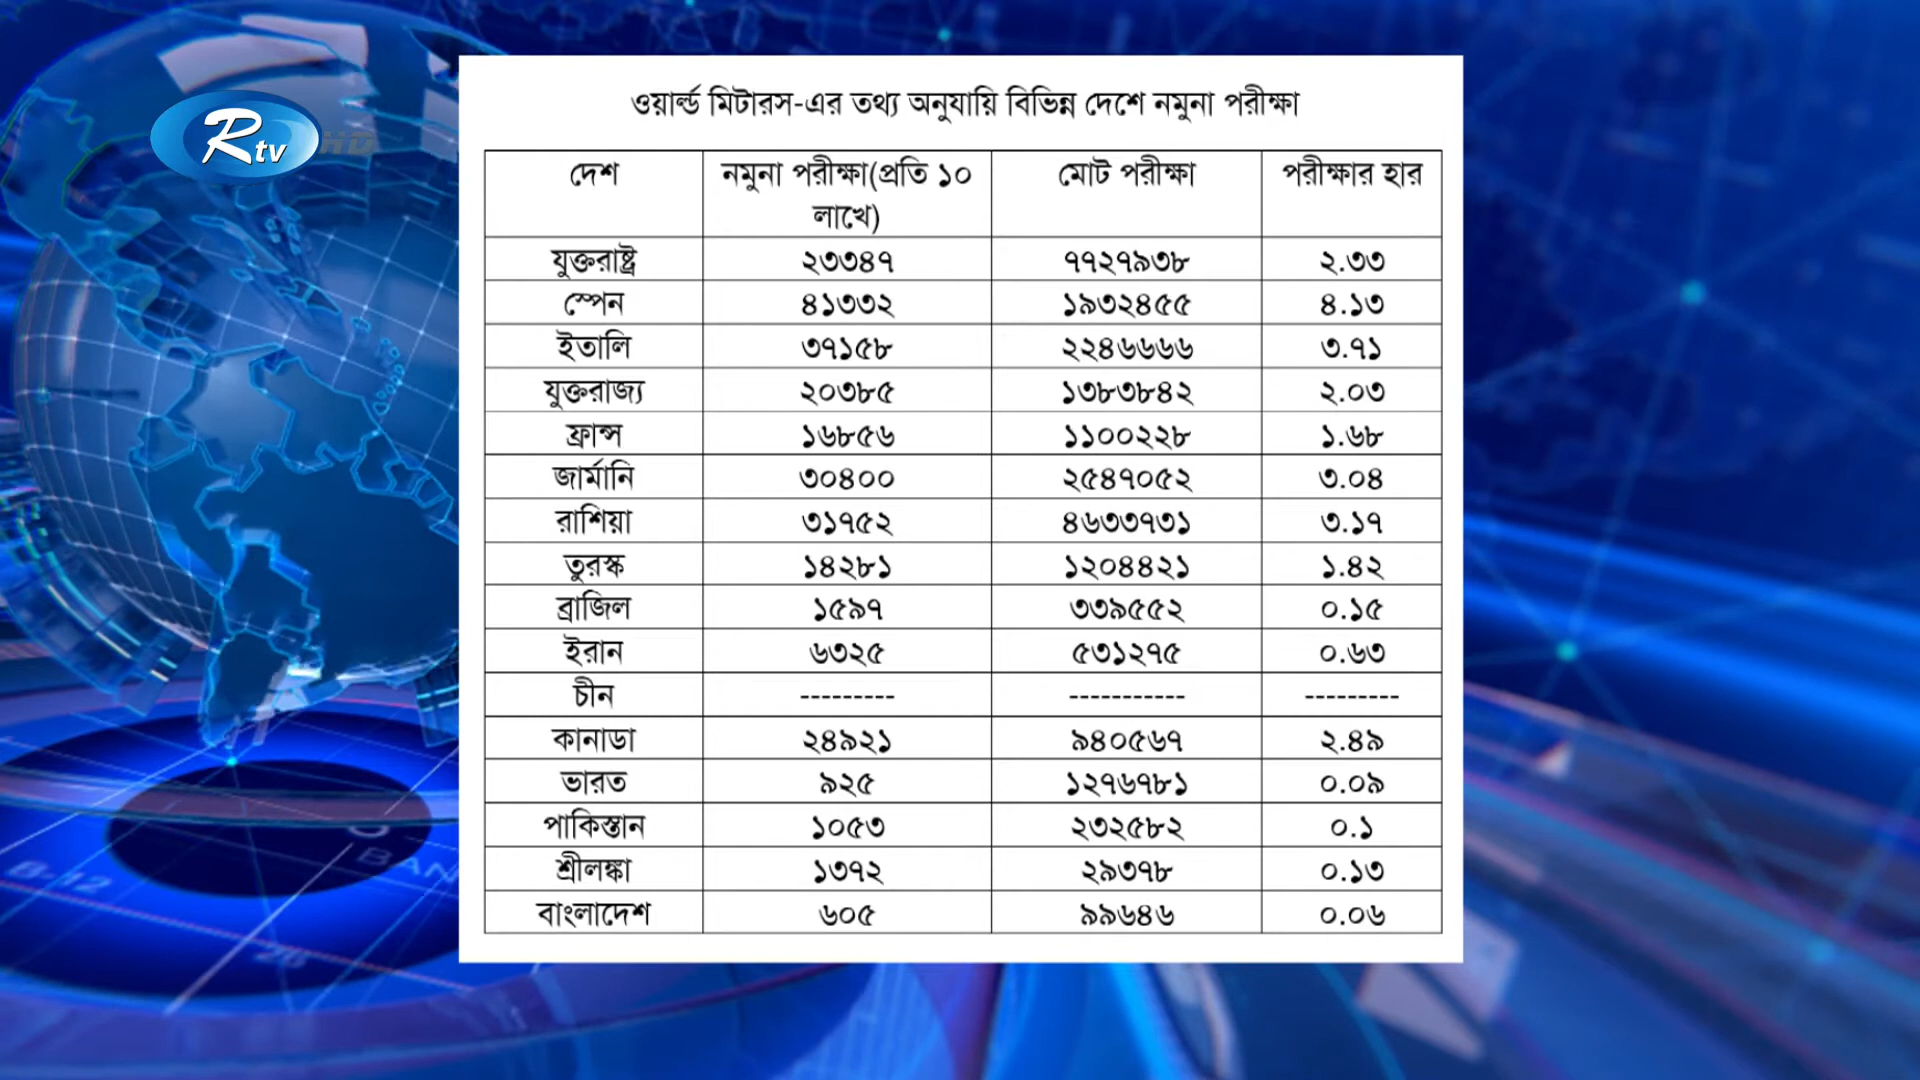 Rtv HD
ওয়ার্ল্ড মিটারস-এর তথ্য অনুযায়ি বিভিন্ন দেশে নমুনা পরীক্ষা
দেশ নমুনা পরীক্ষা(প্রতি ১০ লাখে) মোট পরীক্ষা পরীক্ষার হার
যুক্তরাষ্ট্র ২৩৩৪৭ ৭৭২৭৯৩৮ ২.৩৩
স্পেন ৪১৩৩২ ১৯৩২৪৫৫ ৪.১৩
ইতালি ৩৭১৫৮ ২২৪৬৬৬৬ ৩.৭১
যুক্তরাজ্য ২০৩৮৫ ১৩৮৩৮৪২ ২.০৩
ফ্রান্স ১৬৮৫৬ ১১০০২২৮ ১.৬৮
জার্মানি ৩০৪০০ ২৫৪৭০৫২ ৩.০৪
রাশিয়া ৩১৭৫২ ৪৬৩৩৭৩১ ৩.১৭
তুরস্ক ১৪২৮১ ১২০৪৪২১ ১.৪২
ব্রাজিল ১৫৯৭ ৩৩৯৫৫২ ০.১৫
ইরান ৬৩২৫ ৫৩১২৭৫ ০.৬৩
চীন --------- ----------- ---------
কানাডা ২৪৯২১ ৯৪০৫৬৭ ২.৪৯
ভারত ৯২৫ ১২৭৬৭৮১ ০.০৯
পাকিস্তান ১০৫৩ ২৩২৫৮২ ০.১
শ্রীলঙ্কা ১৩৭২ ২৯৩৭৮ ০.১৩
বাংলাদেশ ৬০৫ ৯৯৬৪৬ ০.০৬